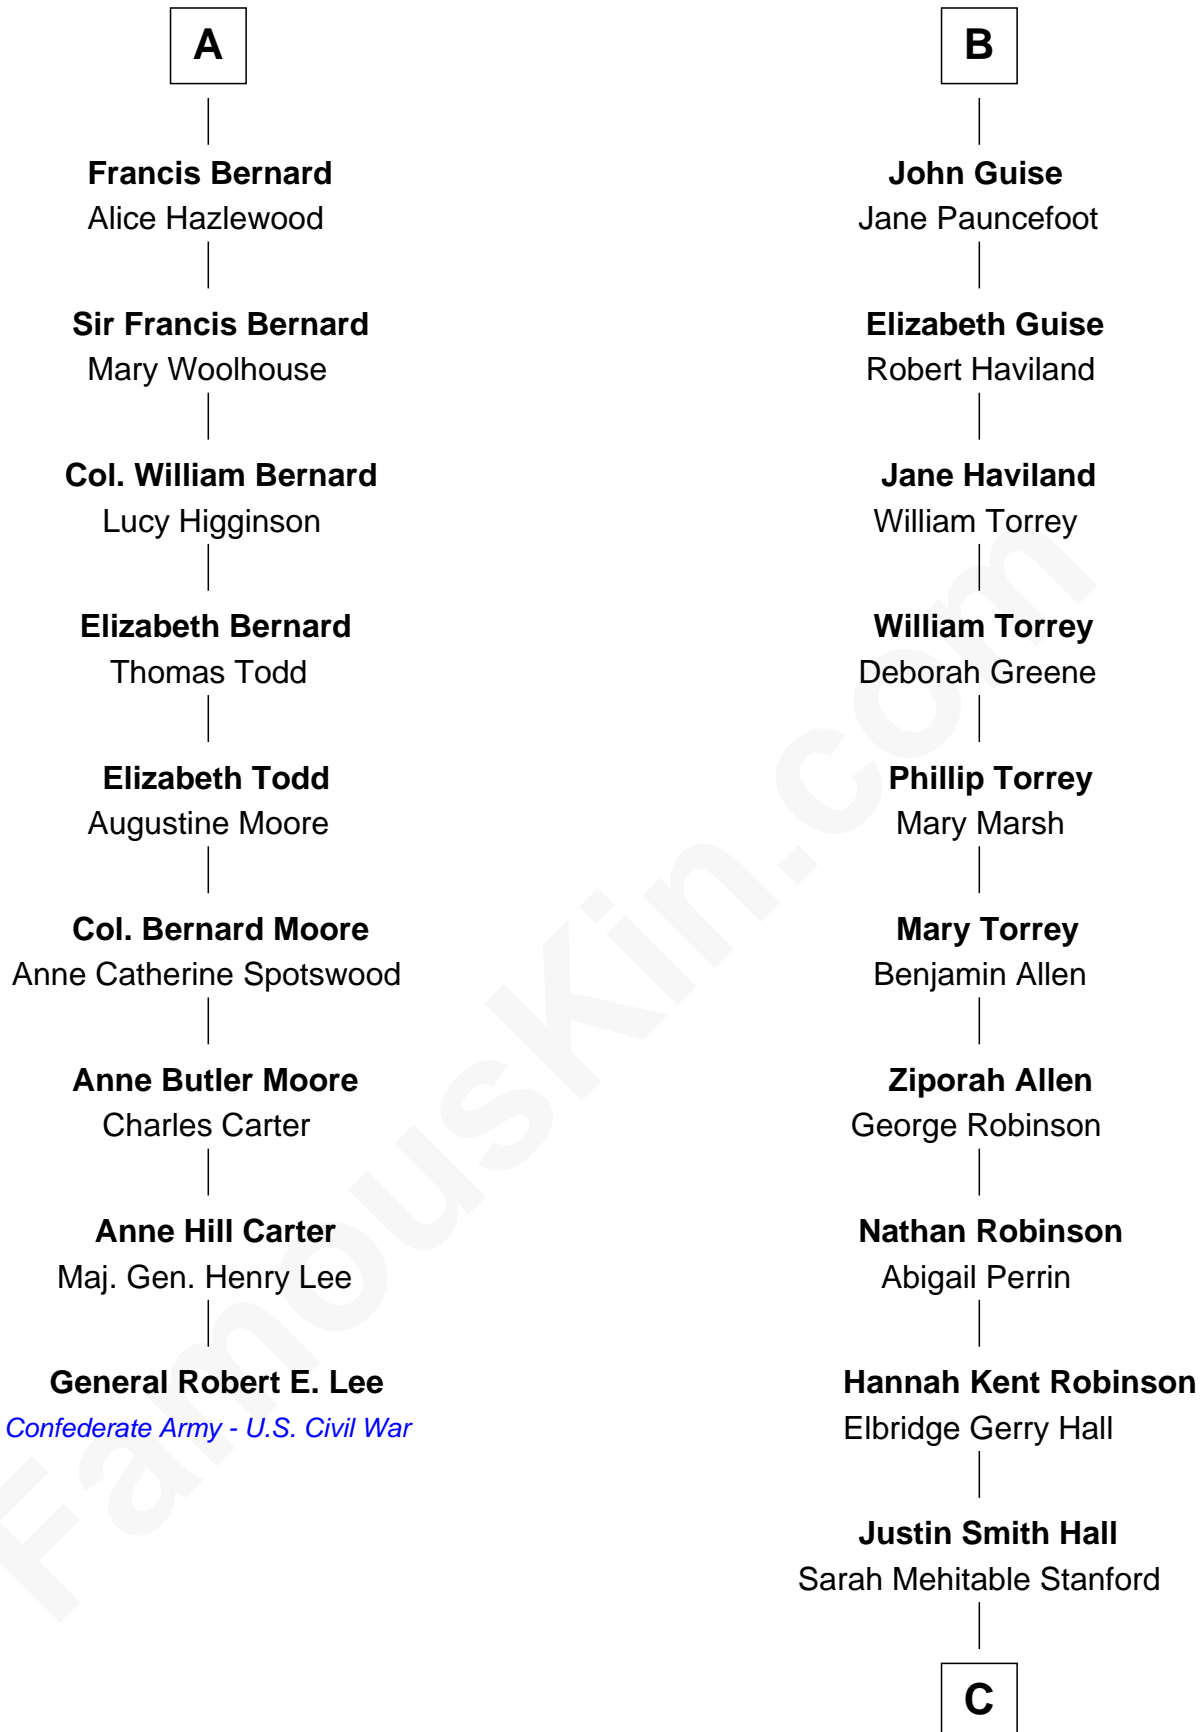 A
Francis Bernard
Alice Hazlewood
Sir Francis Bernard
Mary Woolhouse
Col. William Bernard
Lucy Higginson
Elizabeth Bernard
Thomas Todd
Elizabeth Todd
Augustine Moore
Col. Bernard Moore
Anne Catherine Spotswood
Anne Butler Moore
Charles Carter
Anne Hill Carter
Maj. Gen. Henry Lee
General Robert E. Lee
Confederate Army - U.S. Civil War
B
John Guise
Jane Pauncefoot
Elizabeth Guise
Robert Haviland
Jane Haviland
William Torrey
William Torrey
Deborah Greene
Phillip Torrey
Mary Marsh
Mary Torrey
Benjamin Allen
Ziporah Allen
George Robinson
Nathan Robinson
Abigail Perrin
Hannah Kent Robinson
Elbridge Gerry Hall
Justin Smith Hall
Sarah Mehitable Stanford
C
FamousKin.com